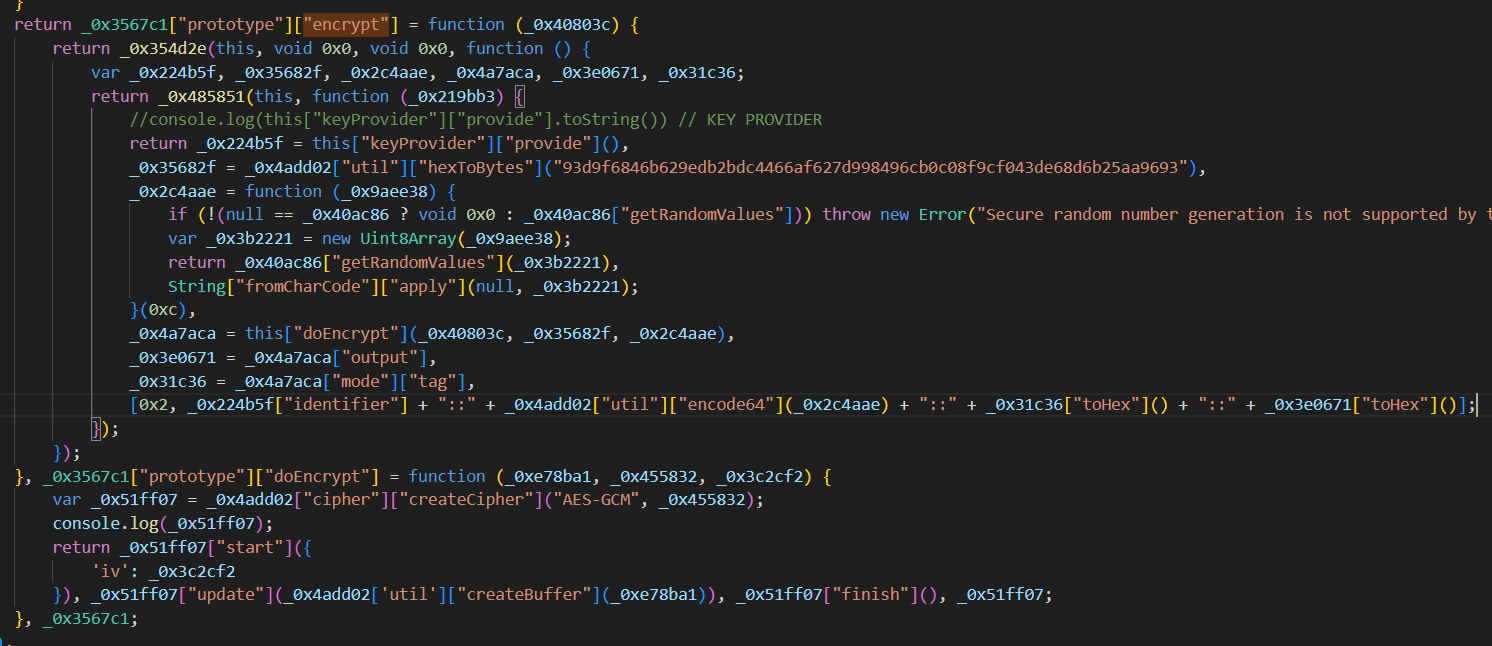 }
return _0x3567c1["prototype"]["encrypt"] = function (_0x40803c) {
return _0x354d2e(this, void 0x0, void 0x0, function () {
var _0x224b5f, _0x35682f, _0x2c4aae, _0x4a7aca, _0x3e0671, _0x31c36;
return _0x485851(this, function (_0x219bb3) {
//console.log(this["keyProvider"]["provide"].toString()) // KEY PROVIDER
return _0x224b5f = this["keyProvider"]["provide"](),
_0x35682f = _0x4add02["util"]["hexToBytes"]("93d9f6846b629edb2bdc4466af627d998496cb0c08f9cf043de68d6b25aa9693"),
_0x2c4aae = function (_0x9aee38) {
if (!(null == _0x40ac86 ? void 0x0 : _0x40ac86["getRandomValues"])) throw new Error("Secure random number generation is not supported by t
var _0x3b2221 = new Uint8Array(_0x9aee38);
return _0x40ac86["getRandomValues"](_0x3b2221),
String["fromCharCode"]["apply"](null, _0x3b2221);
}(0xc),
_0x4a7aca = this["doEncrypt"](_0x40803c, _0x35682f, _0x2c4aae),
_0x3e0671 = _0x4a7aca["output"],
_0x31c36 = _0x4a7aca["mode"]["tag"],
[0x2, _0x224b5f["identifier"] + "::" + _0x4add02["util"]["encode64"](_0x2c4aae) + "::" + _0x31c36["toHex"]() + "::" + _0x3e0671["toHex"]()];
});
});
}, _0x3567c1["prototype"]["doEncrypt"] = function (_0xe78ba1, _0x455832, _0x3c2cf2) {
var _0x51ff07 = _0x4add02["cipher"]["createCipher"]("AES-GCM", _0x455832);
console.log(_0x51ff07);
return _0x51ff07["start"]({
'iv': _0x3c2cf2
}), _0x51ff07["update"](_0x4add02['util']["createBuffer"](_0xe78ba1)), _0x51ff07["finish"](), _0x51ff07;
}, _0x3567c1;